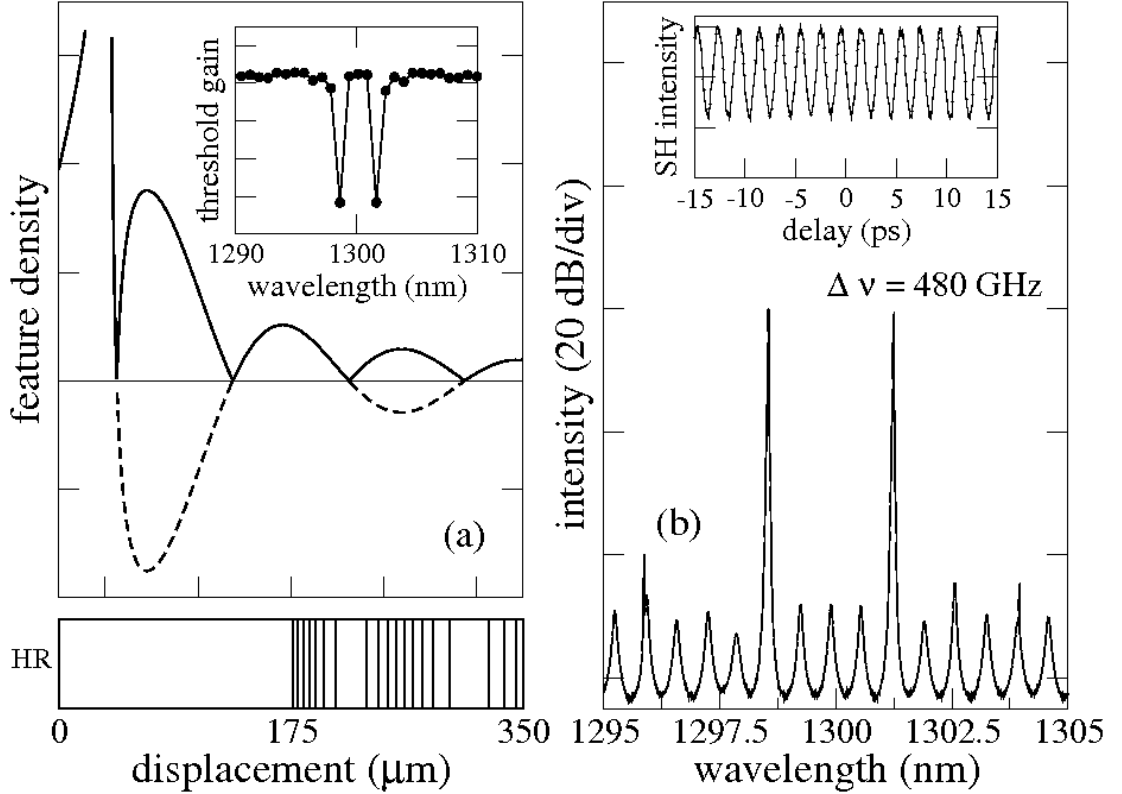 feature density
threshold gain
1290
1300
1310
wavelength (nm)
(a)
HR
0
175
350
displacement (μm)
intensity (20 dB/div)
SH intensity
-15
-10
-5
0
5
10
15
delay (ps)
Δ ν = 480 GHz
(b)
1295
1297.5
1300
1302.5
1305
wavelength (nm)